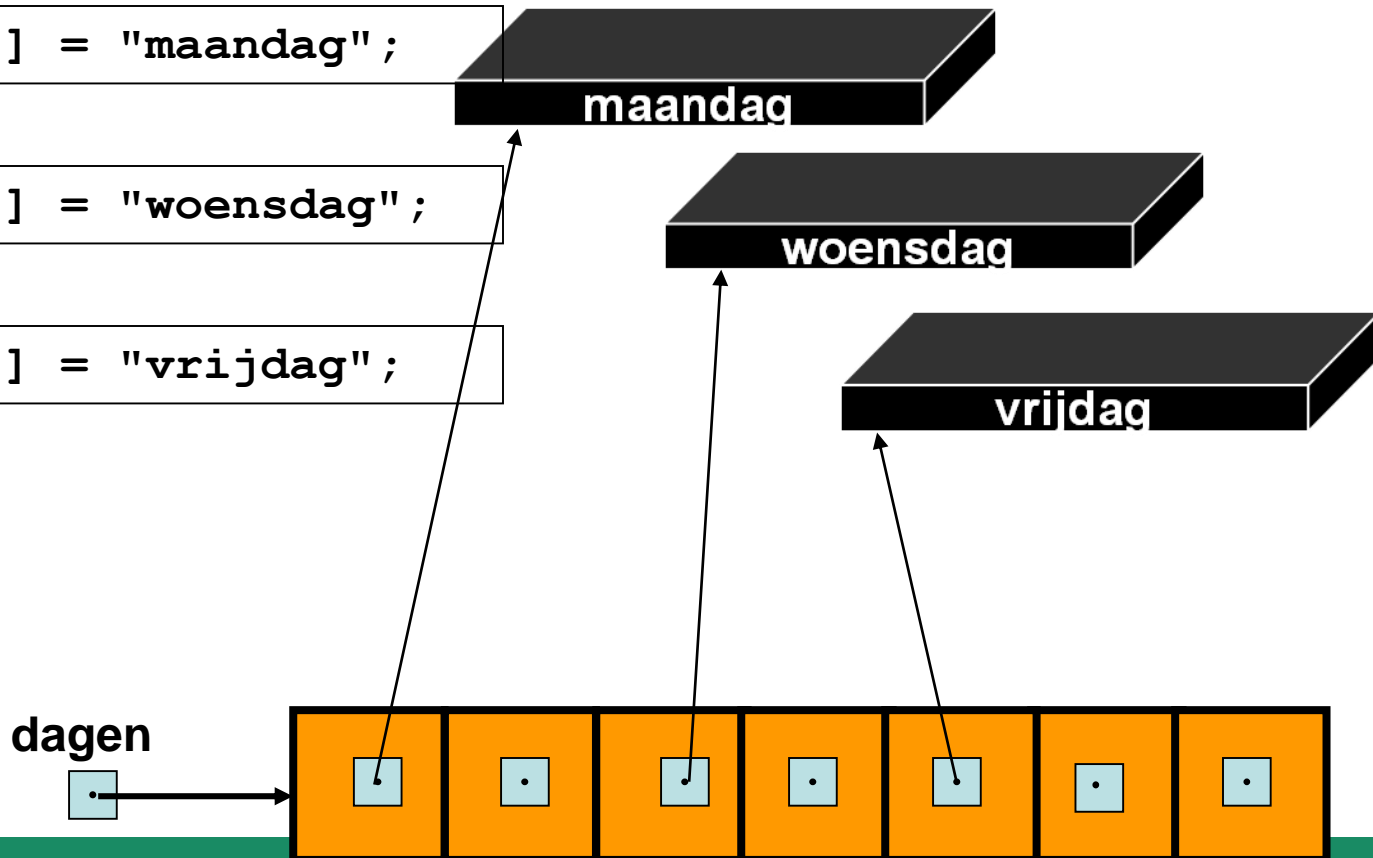 ] = "maandag";
maandag
] = "woensdag";
woensdag
] = "vrijdag";
vrijdag
dagen